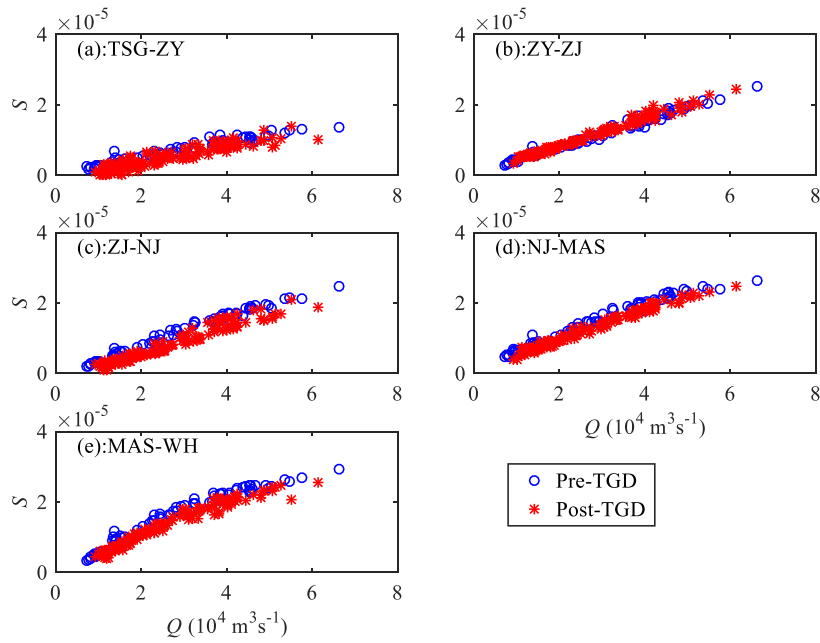 ×10⁻⁵
(a):TSG-ZY
S
4
2
0
0 2 4 6 8
×10⁻⁵
(b):ZY-ZJ
4
2
0
0 2 4 6 8
×10⁻⁵
(c):ZJ-NJ
S
4
2
0
0 2 4 6 8
×10⁻⁵
(d):NJ-MAS
4
2
0
0 2 4 6 8
Q (10⁴ m³s⁻¹)
×10⁻⁵
(e):MAS-WH
S
4
2
0
0 2 4 6 8
Q (10⁴ m³s⁻¹)
Pre-TGD
Post-TGD